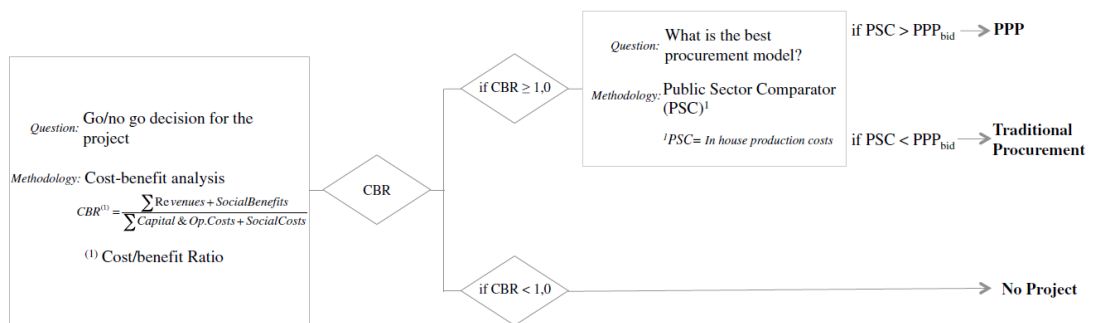 Question: Go/no go decision for the
project
Methodology: Cost-benefit analysis
CBR(1) = ∑Revenues + SocialBenefits
∑Capital & Op.Costs + SocialCosts
(1) Cost/benefit Ratio
CBR
if CBR ≥ 1,0
Question: What is the best
procurement model?
Methodology: Public Sector Comparator
(PSC)1
1PSC= In house production costs
if PSC > PPPbid
PPP
if PSC < PPPbid
Traditional
Procurement
if CBR < 1,0
No Project